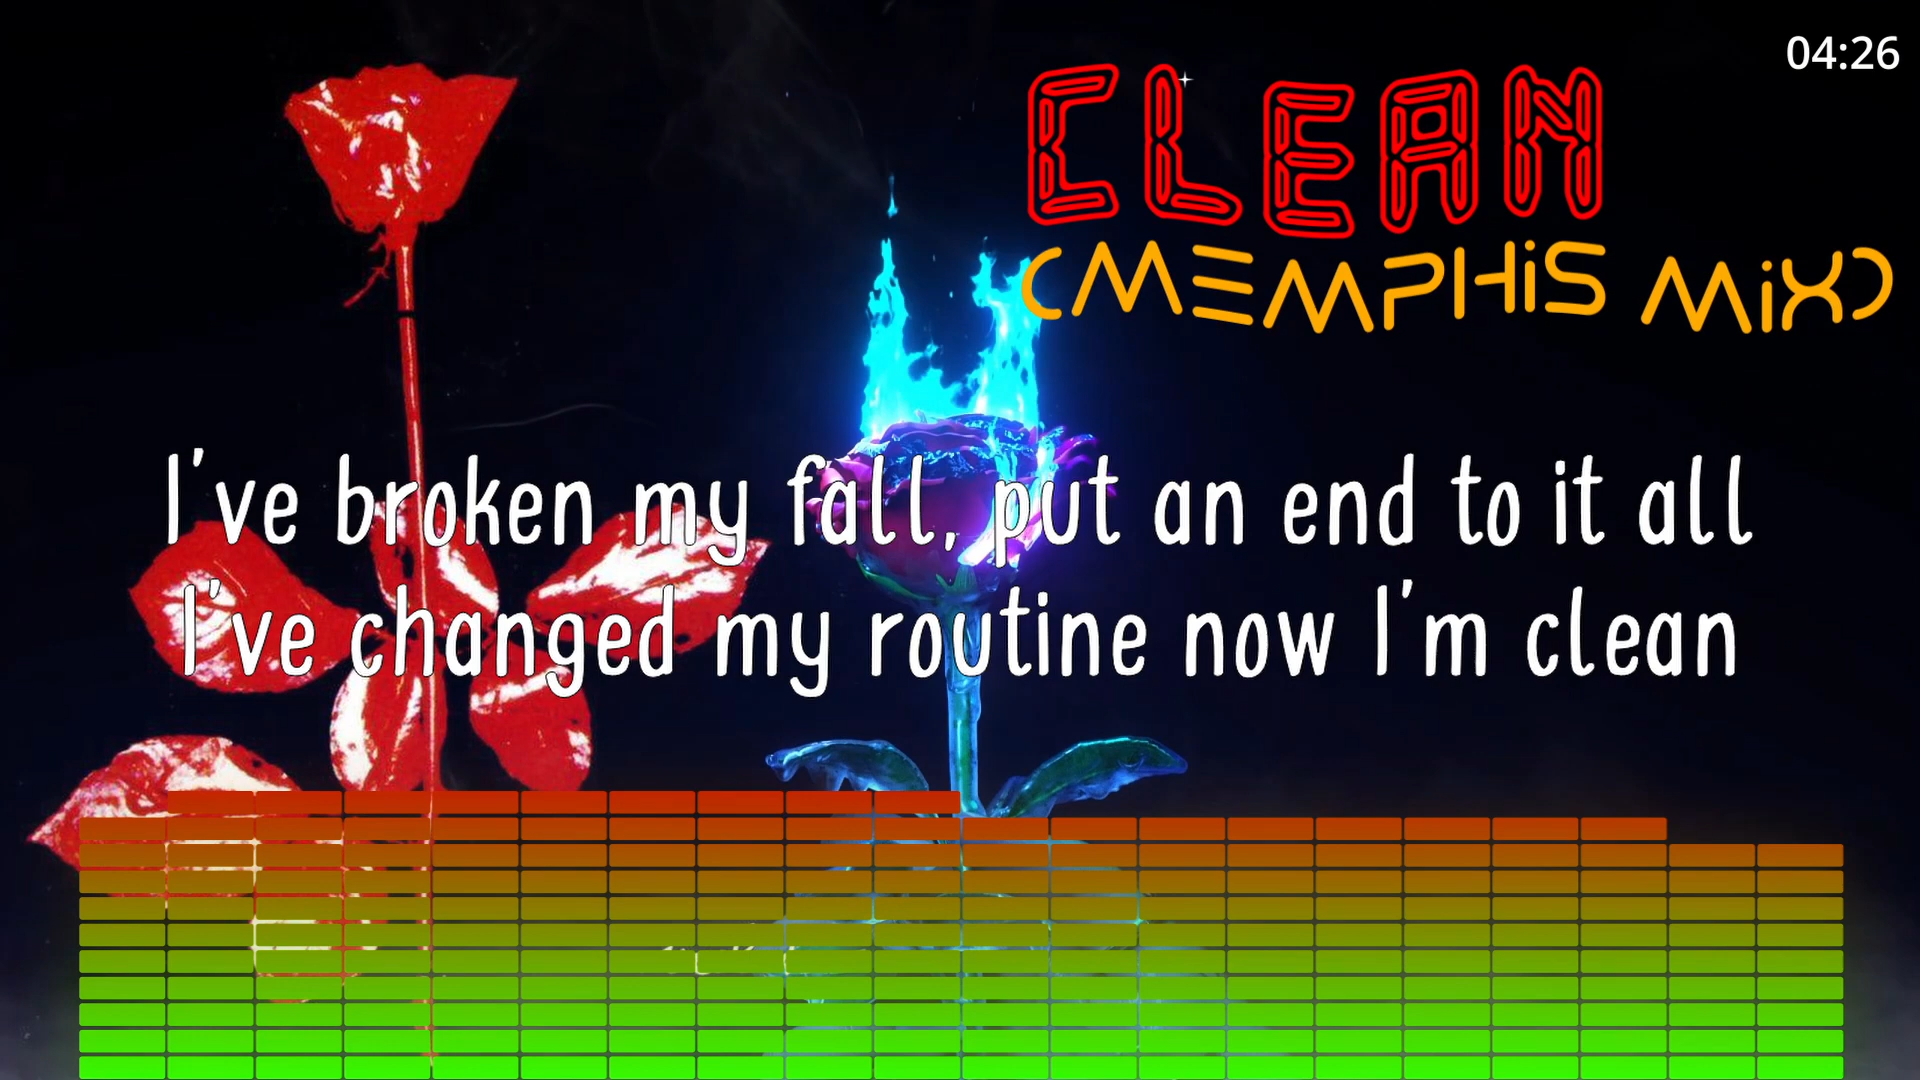 04:26
CLEAN
(MEMPHiS MiX)
I've broken my fall, put an end to it all
I've changed my routine now I'm clean